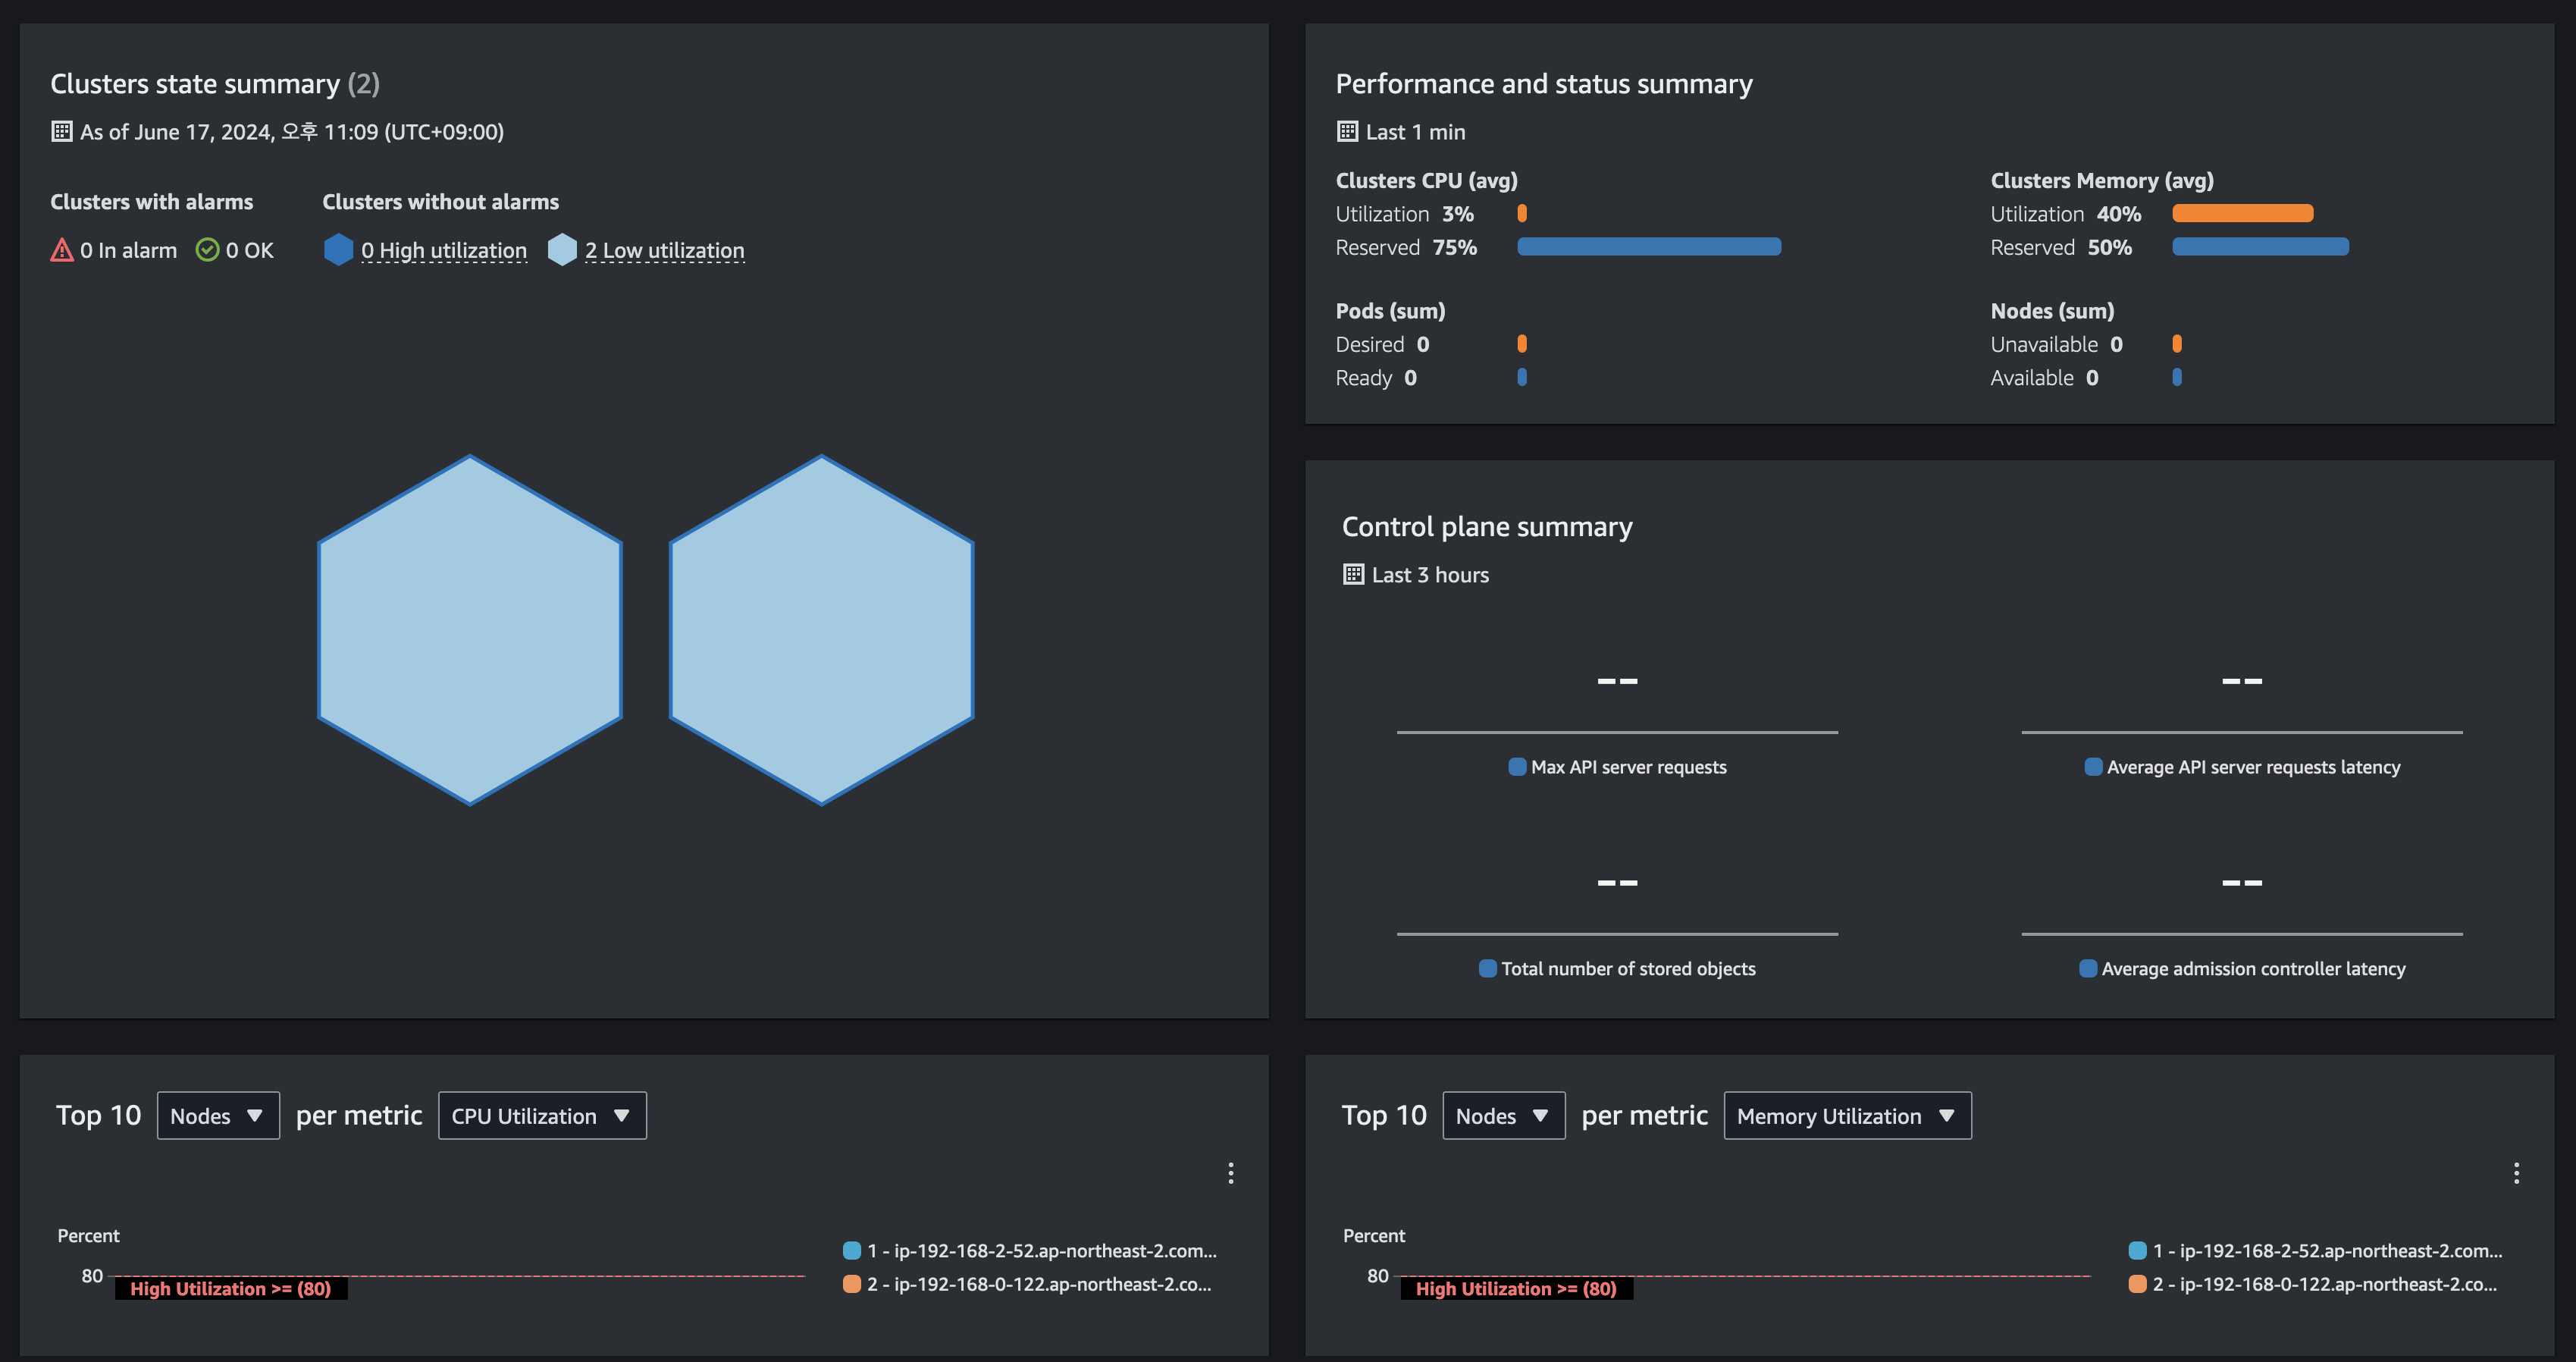 Clusters state summary (2)
As of June 17, 2024, 오후 11:09 (UTC+09:00)
Clusters with alarms
0 In alarm
0 OK
Clusters without alarms
0 High utilization
2 Low utilization
Performance and status summary
Last 1 min
Clusters CPU (avg)
Utilization 3%
Reserved 75%
Clusters Memory (avg)
Utilization 40%
Reserved 50%
Pods (sum)
Desired 0
Ready 0
Nodes (sum)
Unavailable 0
Available 0
Control plane summary
Last 3 hours
--
Max API server requests
--
Average API server requests latency
--
Total number of stored objects
--
Average admission controller latency
Top 10 Nodes per metric CPU Utilization
Percent
80
High Utilization >= (80)
1 - ip-192-168-2-52.ap-northeast-2.com...
2 - ip-192-168-0-122.ap-northeast-2.co...
Top 10 Nodes per metric Memory Utilization
Percent
80
High Utilization >= (80)
1 - ip-192-168-2-52.ap-northeast-2.com...
2 - ip-192-168-0-122.ap-northeast-2.co...